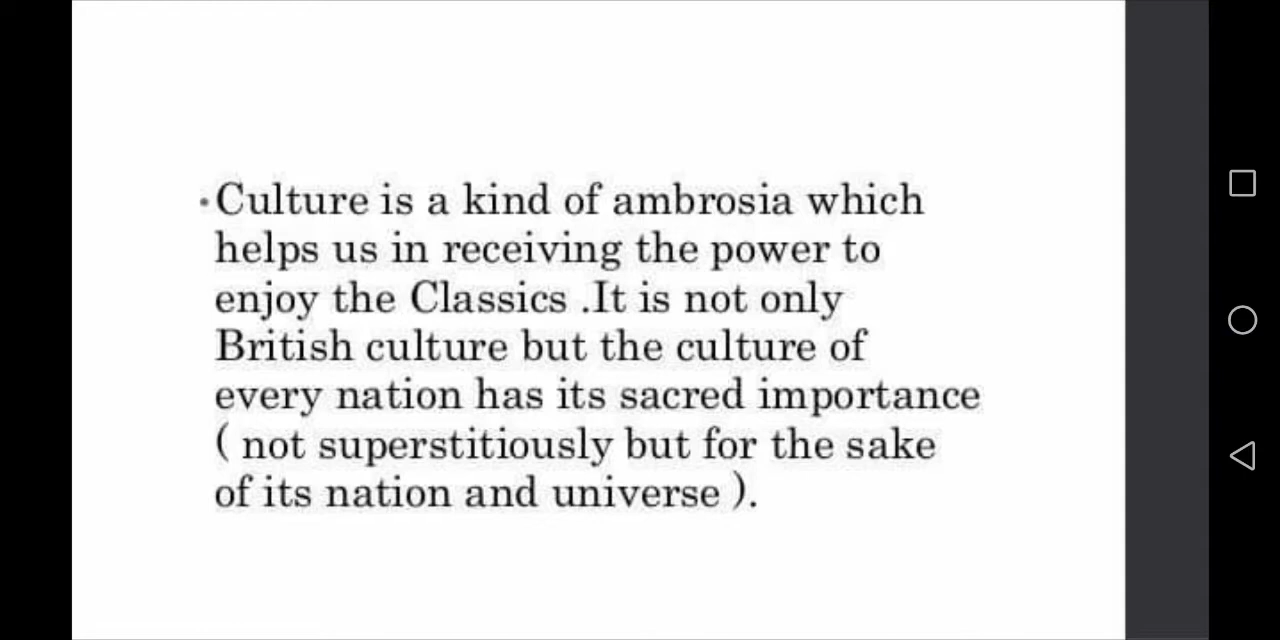 •Culture is a kind of ambrosia which
helps us in receiving the power to
enjoy the Classics .It is not only
British culture but the culture of
every nation has its sacred importance
( not superstitiously but for the sake
of its nation and universe ).